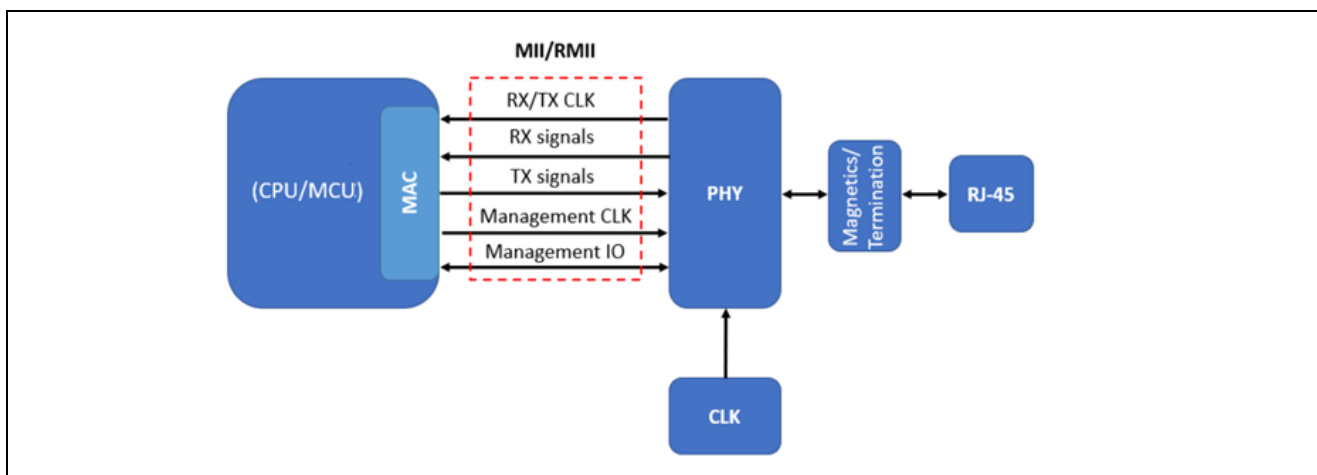 MII/RMII
RX/TX CLK
RX signals
TX signals
Management CLK
Management IO
(CPU/MCU)
MAC
PHY
Magnetics/
Termination
RJ-45
CLK